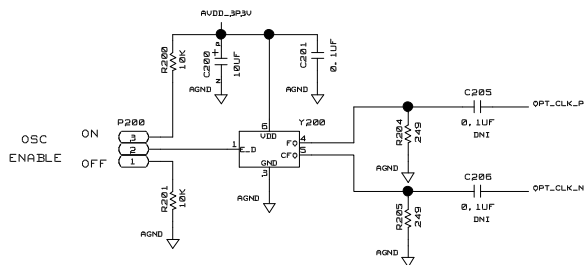 AVDD_3P3V
R200
10K
P
C200
10UF
N
C201
0.1UF
AGND
AGND
P200
OSC
ENABLE
ON
OFF
3
2
1
Y200
6
VDD
1
E_D
FO
4
CFO
5
GND
3
AGND
R201
10K
AGND
C205
0.1UF
DNI
OPT_CLK_P
R204
249
AGND
C206
0.1UF
DNI
OPT_CLK_N
R205
249
AGND